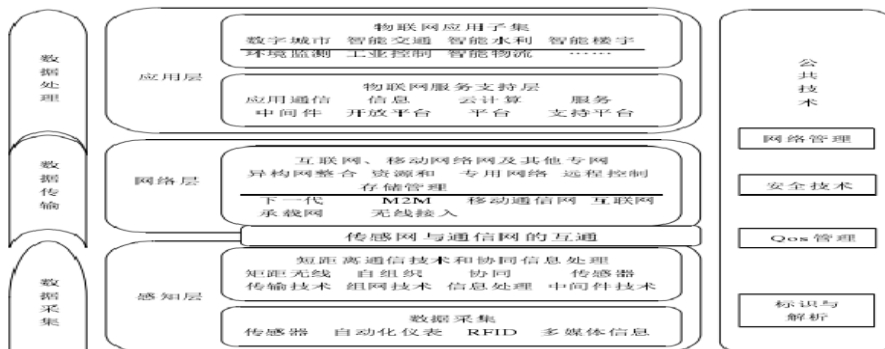 数据处理
数据传输
数据采集
应用层
物联网应用子集
数字城市 智能交通 智能水利 智能楼宇
环境监测 工业控制 智能物流 ……
物联网服务支持层
应用通信 信息 云计算 服务
中间件 开放平台 平台 支持平台
网络层
互联网、移动网络网及其他专网
异构网整合 资源和 专用网络 远程控制
存储管理
下一代 M2M 移动通信网 互联网
承载网 无线接入
传感网与通信网的互通
感知层
短距离通信技术和协同信息处理
矩距无线 自组织 协同 传感器
传输技术 组网技术 信息处理 中间件技术
数据采集
传感器 自动化仪表 RFID 多媒体信息
公共技术
网络管理
安全技术
Qos管理
标识与
解析